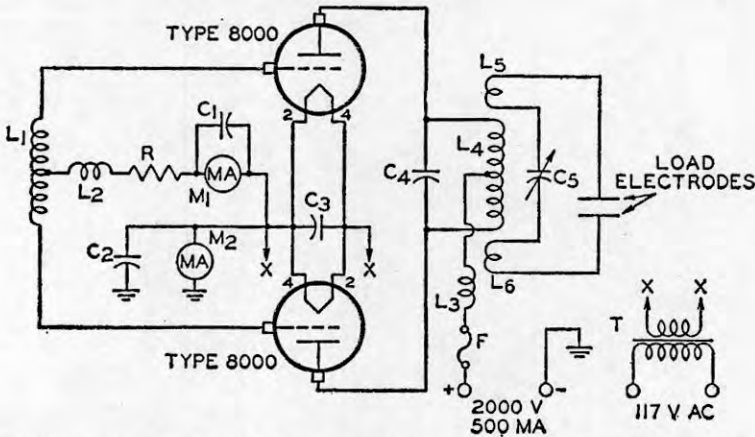 TYPE 8000
2 4
L1
L2
R
C1
MA
M1
C2
MA
M2
C3
X
X
4 2
TYPE 8000
C4
L4
L5
C5
L6
L3
F
LOAD
ELECTRODES
+
-
2000 V
500 MA
X X
T
117 V AC